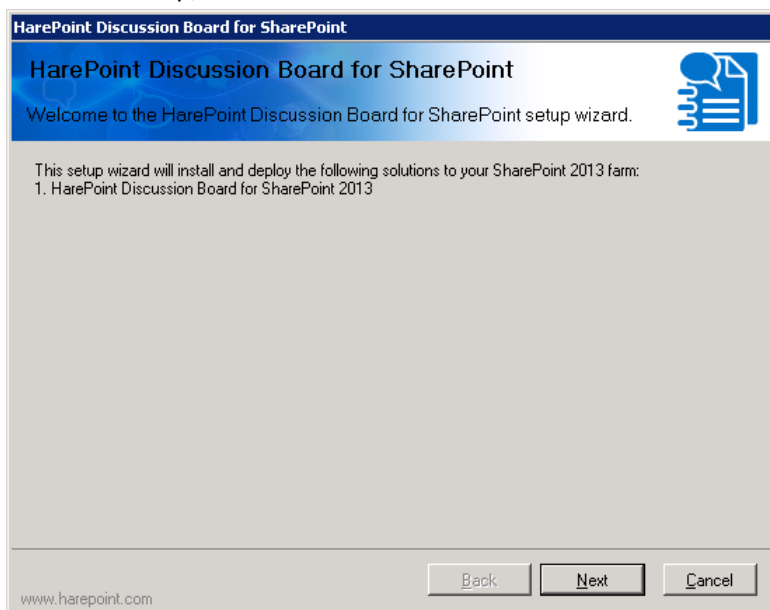 HarePoint Discussion Board for SharePoint
HarePoint Discussion Board for SharePoint
Welcome to the HarePoint Discussion Board for SharePoint setup wizard.
This setup wizard will install and deploy the following solutions to your SharePoint 2013 farm:
1. HarePoint Discussion Board for SharePoint 2013
Back Next Cancel
www.harepoint.com